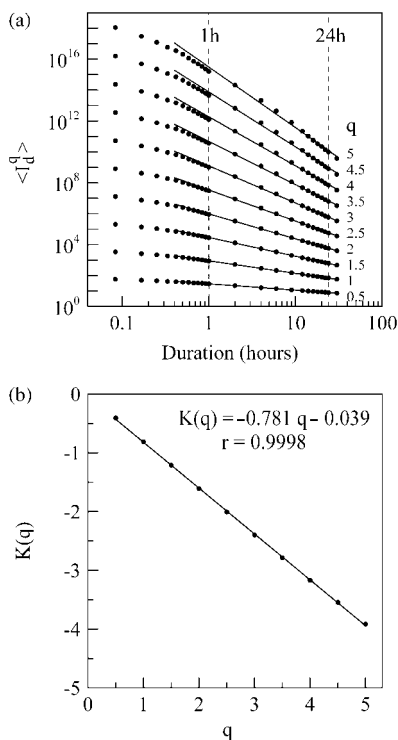 (a)
1h
24h
q
10^16
10^12
10^8
10^4
10^0
<I_d^q>
5
4.5
4
3.5
3
2.5
2
1.5
1
0.5
0.1
1
10
100
Duration (hours)
(b)
K(q) = -0.781 q - 0.039
r = 0.9998
0
-1
-2
-3
-4
-5
K(q)
0
1
2
3
4
5
q